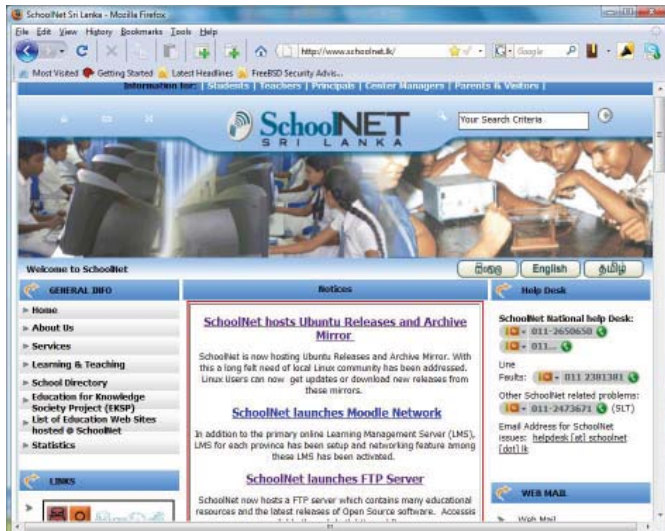 SchoolNet Sri Lanka - Mozilla Firefox
File Edit View History Bookmarks Tools Help
http://www.schoolnet.lk/
Google
Most Visited Getting Started Latest Headlines FreeBSD Security Advis...
Information for: | Students | Teachers | Principals | Center Managers | Parents & Visitors |
SchoolNET
SRI LANKA
Your Search Criteria
Welcome to SchoolNet
සිංහල English தமிழ்
GENERAL INFO
Home
About Us
Services
Learning & Teaching
School Directory
Education for Knowledge
Society Project (EKSP)
List of Education Web Sites
hosted @ SchoolNet
Statistics
LINKS
Notices
SchoolNet hosts Ubuntu Releases and Archive
Mirror
SchoolNet is now hosting Ubuntu Releases and Archive Mirror. With
this a long felt need of local Linux community has been addressed.
Linux Users can now get updates or download new releases from
these mirrors.
SchoolNet launches Moodle Network
In addition to the primary online Learning Management Server (LMS),
LMS for each province has been setup and networking feature among
these LMS has been activated.
SchoolNet launches FTP Server
SchoolNet now hosts a FTP server which contains many educational
resources and the latest releases of Open Source software. Accessis
Help Desk
SchoolNet National help Desk:
011-2650650
011...
Line
Faults: 011 2381381
Other SchoolNet related problems:
011-2473671 (SLT)
Email Address for SchoolNet
issues: helpdesk [at] schoolnet
[dot] lk
WEB MAIL
Web Mail